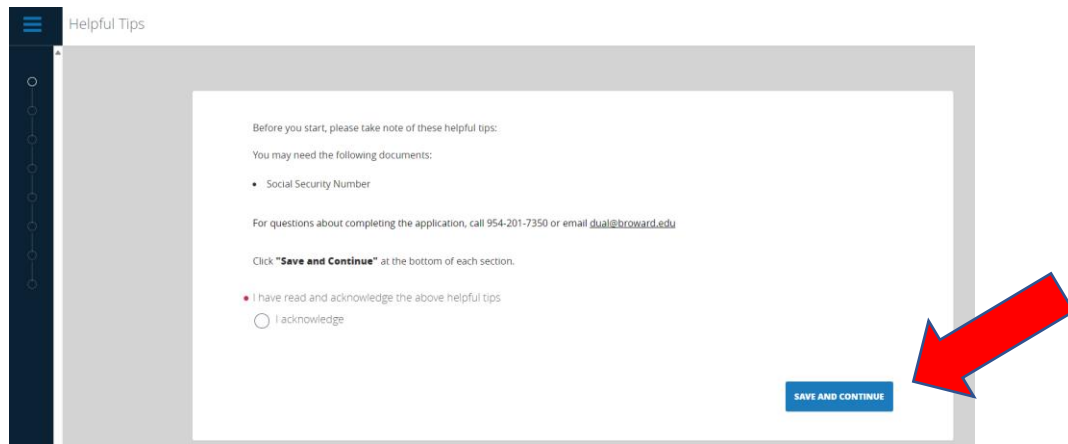 Helpful Tips
Before you start, please take note of these helpful tips:
You may need the following documents:
• Social Security Number
For questions about completing the application, call 954-201-7350 or email dual@broward.edu
Click "Save and Continue" at the bottom of each section.
I have read and acknowledge the above helpful tips
I acknowledge
SAVE AND CONTINUE